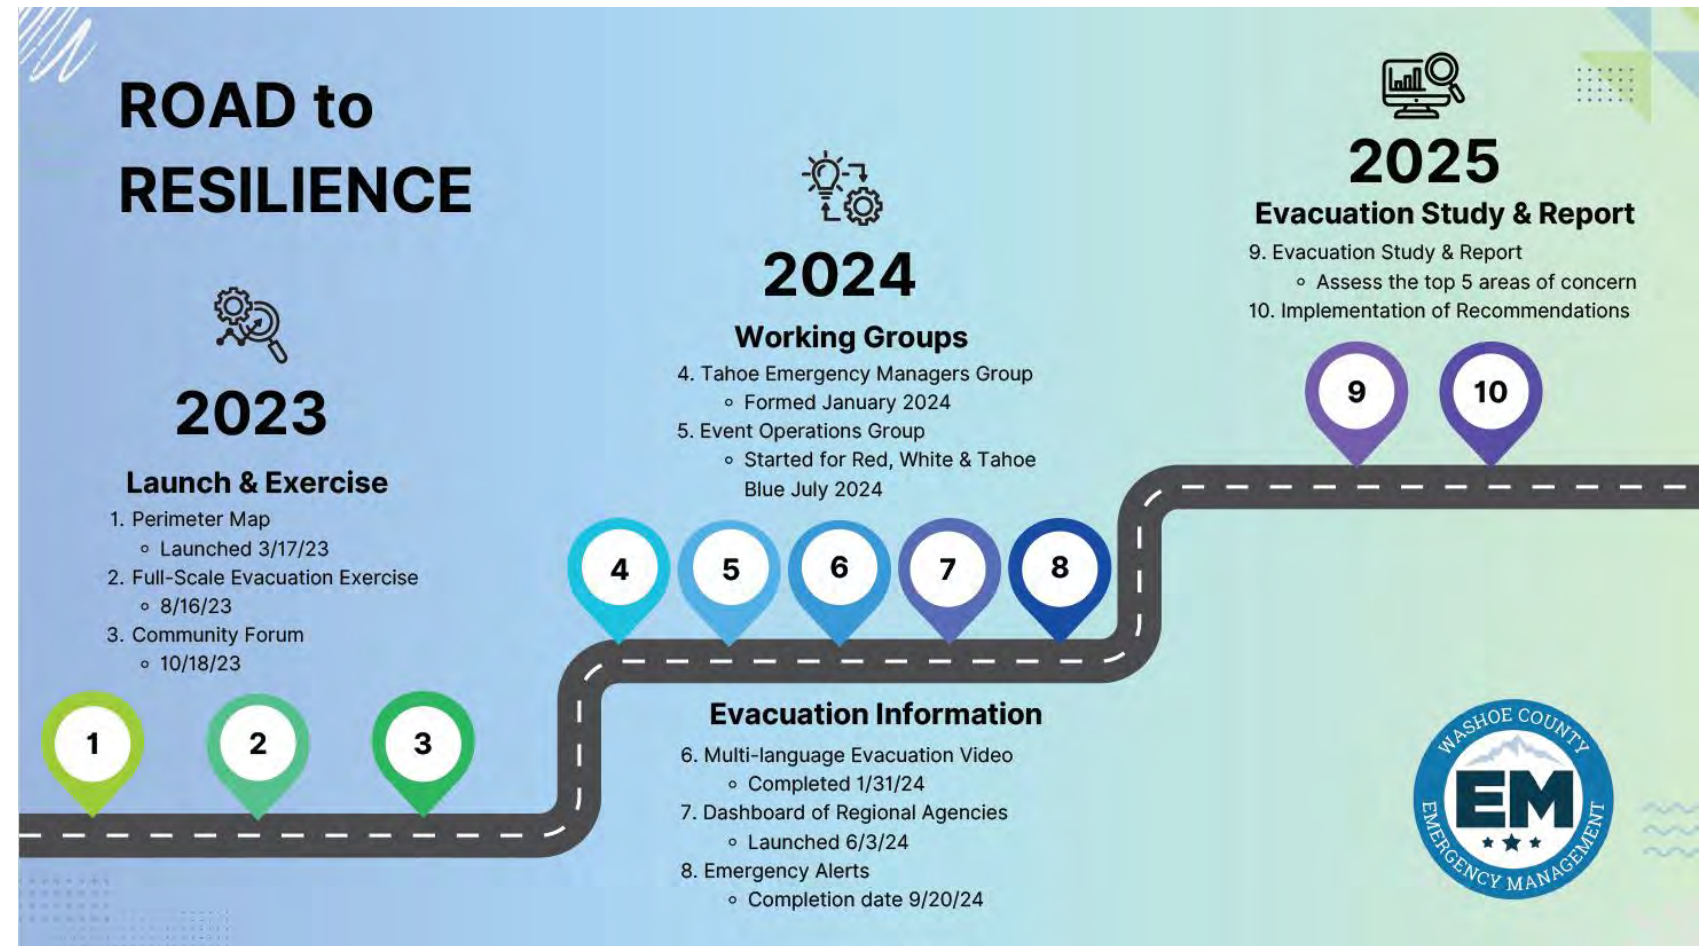 ROAD to
RESILIENCE
2023
Launch & Exercise
1. Perimeter Map
Launched 3/17/23
2. Full-Scale Evacuation Exercise
8/16/23
3. Community Forum
10/18/23
1
2
3
2024
Working Groups
4. Tahoe Emergency Managers Group
Formed January 2024
5. Event Operations Group
Started for Red, White & Tahoe
Blue July 2024
4
5
6
7
8
Evacuation Information
6. Multi-language Evacuation Video
Completed 1/31/24
7. Dashboard of Regional Agencies
Launched 6/3/24
8. Emergency Alerts
Completion date 9/20/24
2025
Evacuation Study & Report
9. Evacuation Study & Report
Assess the top 5 areas of concern
10. Implementation of Recommendations
9
10
WASHOE COUNTY
EM
EMERGENCY MANAGEMENT